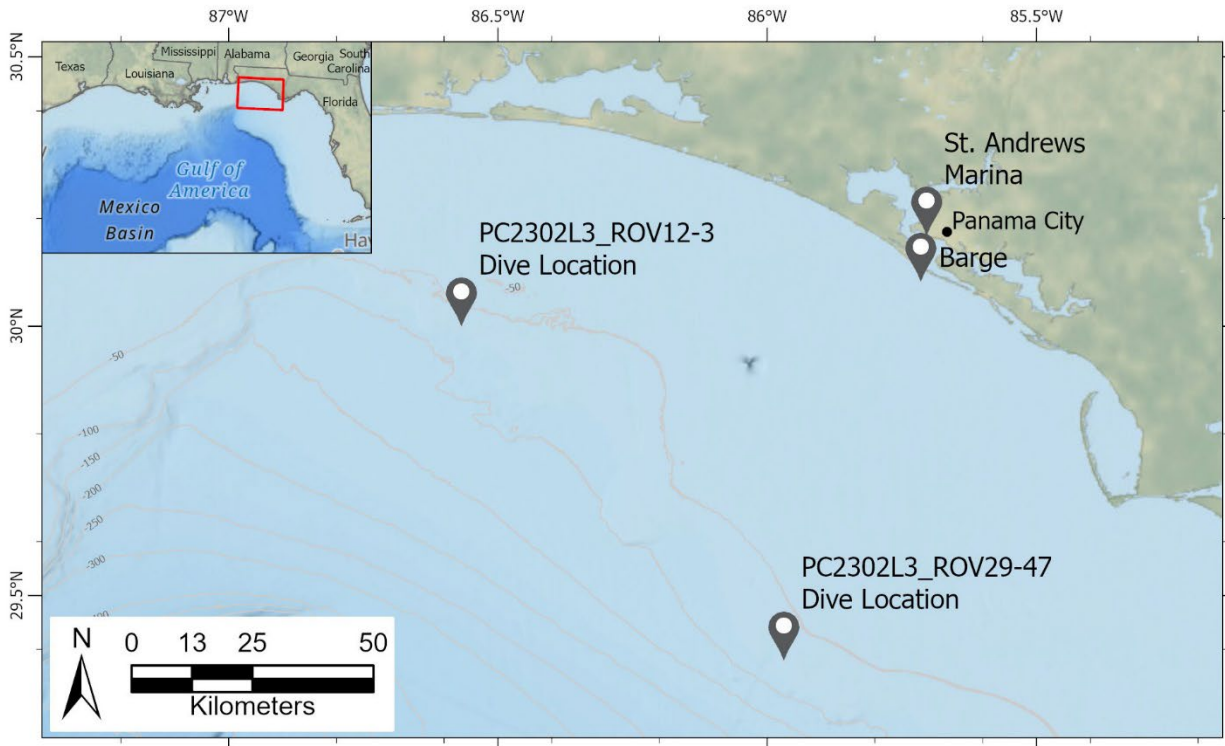 87°W
86.5°W
86°W
85.5°W
30.5°N
30°N
29.5°N
Texas
Louisiana
Mississippi
Alabama
Georgia
South
Carolina
Florida
Gulf of
America
Mexico
Basin
Hav
St. Andrews
Marina
Panama City
Barge
PC2302L3_ROV12-3
Dive Location
-50
-50
-100
-150
-200
-250
-300
PC2302L3_ROV29-47
Dive Location
N
0 13 25 50
Kilometers